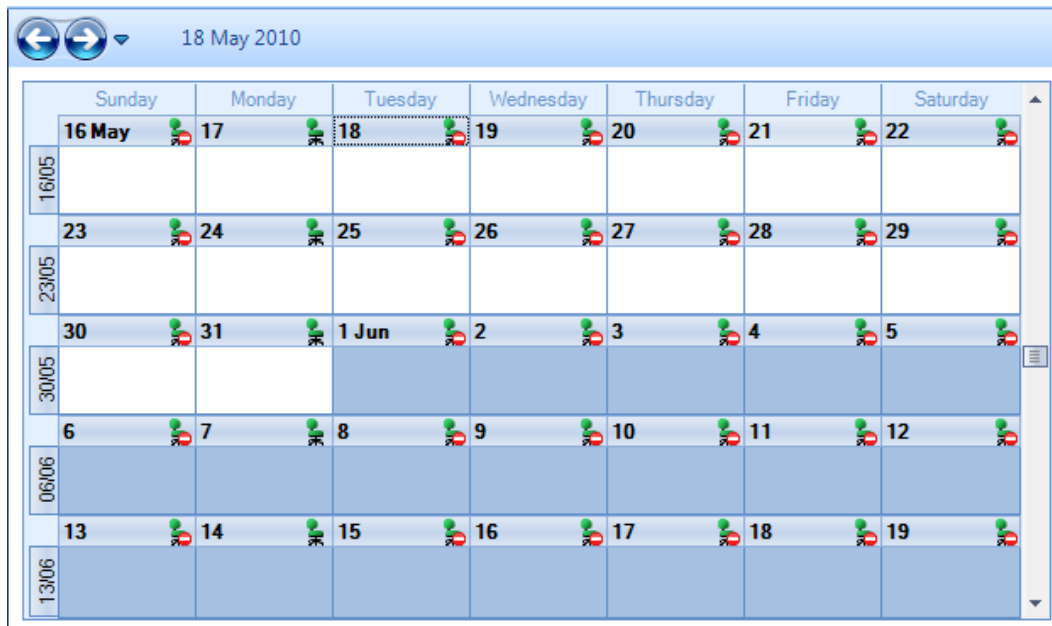 18 May 2010
Sunday Monday Tuesday Wednesday Thursday Friday Saturday
16 May 17 18 19 20 21 22
16/05
23 24 25 26 27 28 29
23/05
30 31 1 Jun 2 3 4 5
30/05
6 7 8 9 10 11 12
06/06
13 14 15 16 17 18 19
13/06